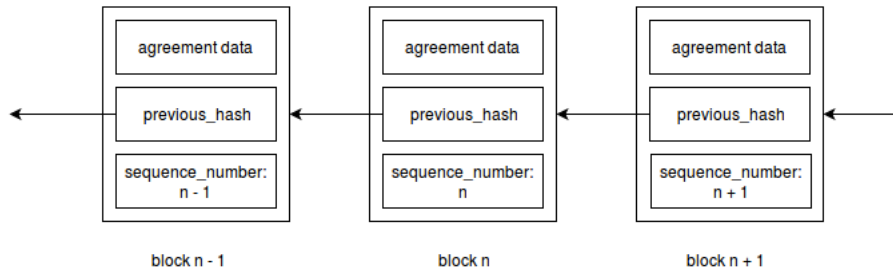 agreement data
previous_hash
sequence_number:
n - 1
block n - 1
agreement data
previous_hash
sequence_number:
n
block n
agreement data
previous_hash
sequence_number:
n + 1
block n + 1